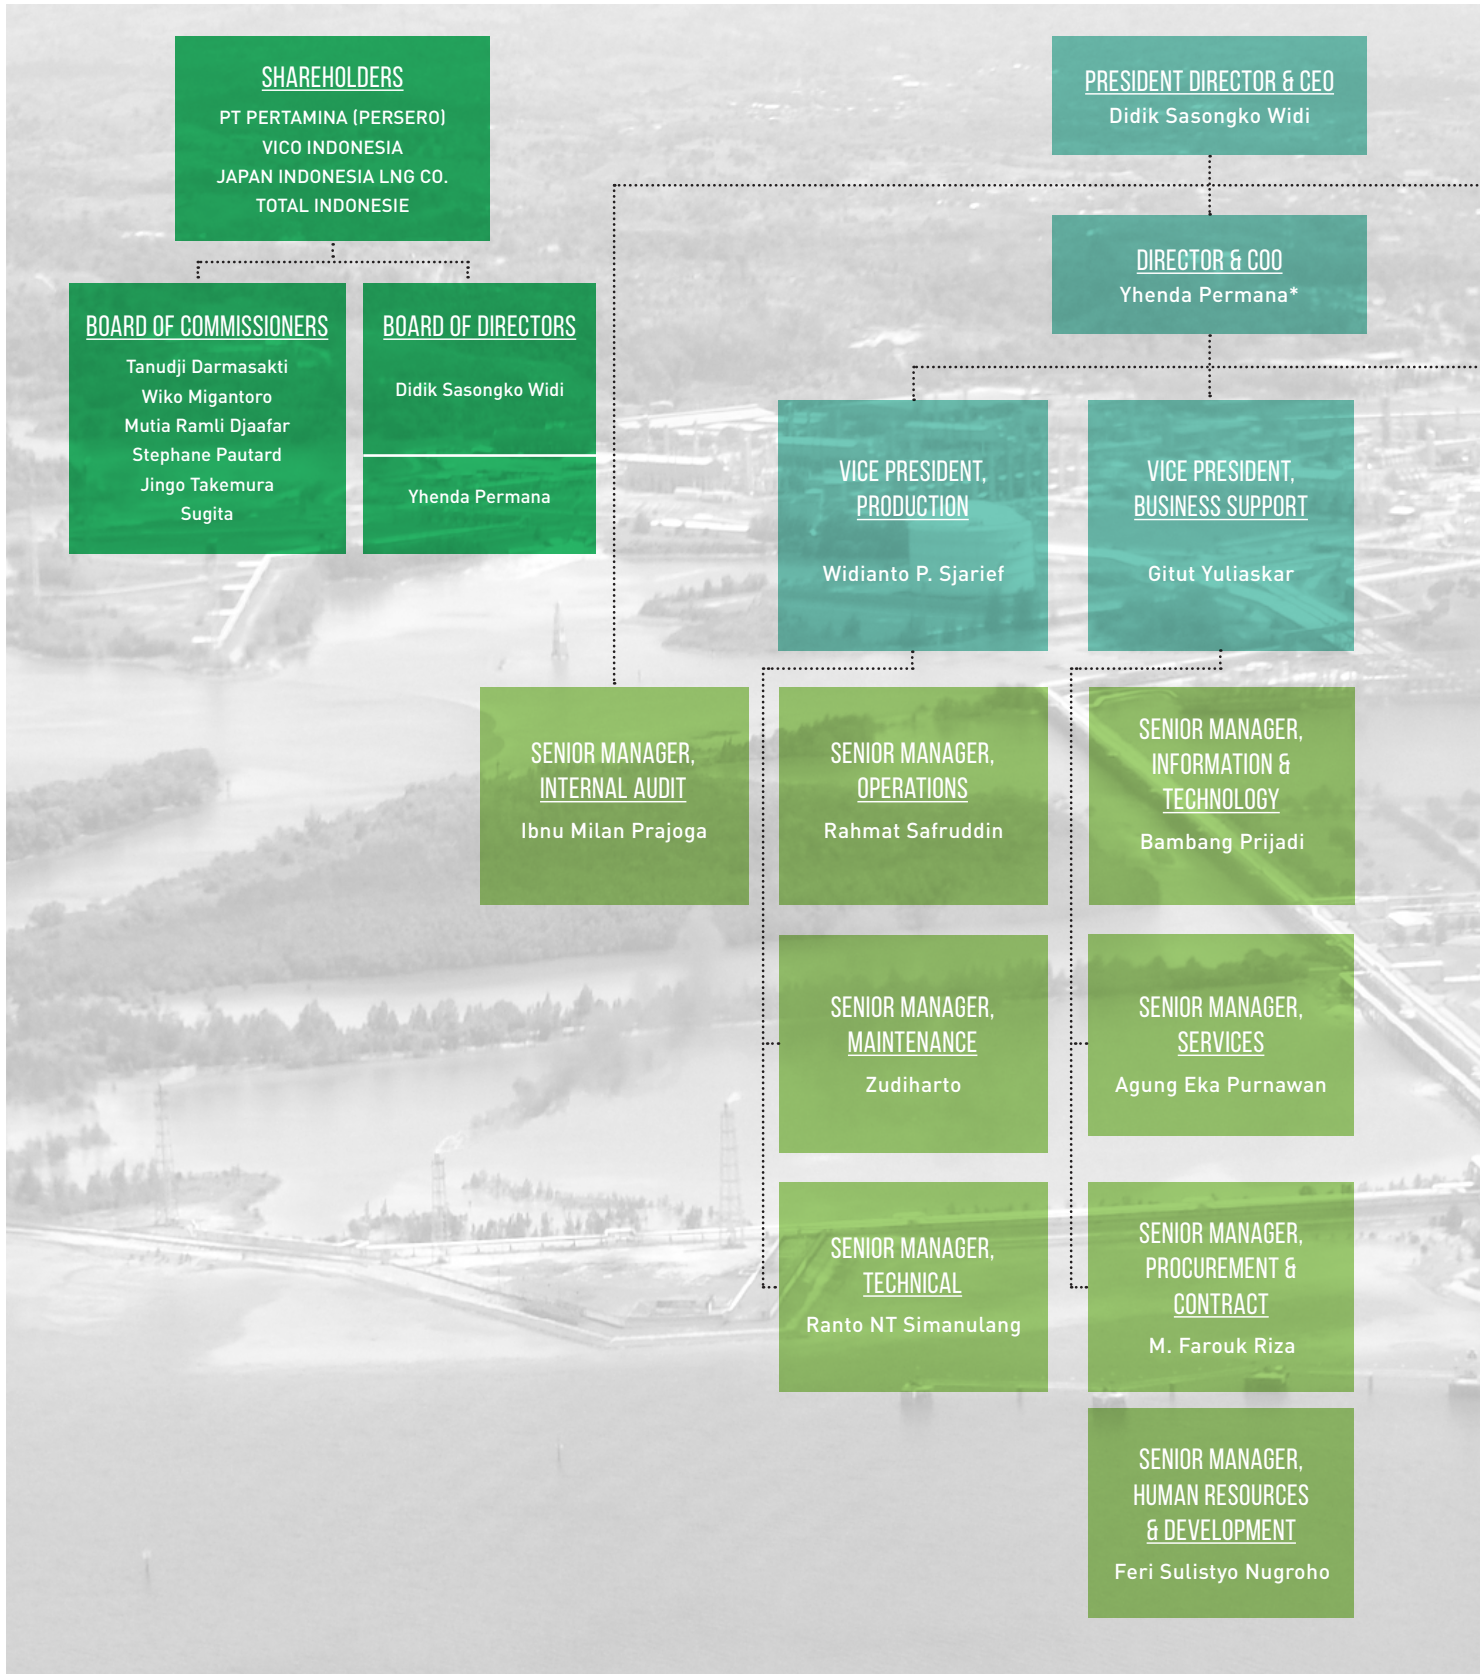 SHAREHOLDERS
PT PERTAMINA (PERSERO)
VICO INDONESIA
JAPAN INDONESIA LNG CO.
TOTAL INDONESIE
BOARD OF COMMISSIONERS
Tanudji Darmasakti
Wiko Migantoro
Mutia Ramli Djaafar
Stephane Pautard
Jingo Takemura
Sugita
BOARD OF DIRECTORS
Didik Sasongko Widi
Yhenda Permana
PRESIDENT DIRECTOR & CEO
Didik Sasongko Widi
DIRECTOR & COO
Yhenda Permana*
VICE PRESIDENT,
PRODUCTION
Widianto P. Sjarief
VICE PRESIDENT,
BUSINESS SUPPORT
Gitut Yuliaskar
SENIOR MANAGER,
INTERNAL AUDIT
Ibnu Milan Prajoga
SENIOR MANAGER,
OPERATIONS
Rahmat Safruddin
SENIOR MANAGER,
INFORMATION &
TECHNOLOGY
Bambang Prijadi
SENIOR MANAGER,
MAINTENANCE
Zudiharto
SENIOR MANAGER,
SERVICES
Agung Eka Purnawan
SENIOR MANAGER,
TECHNICAL
Ranto NT Simanulang
SENIOR MANAGER,
PROCUREMENT &
CONTRACT
M. Farouk Riza
SENIOR MANAGER,
HUMAN RESOURCES
& DEVELOPMENT
Feri Sulistyo Nugroho